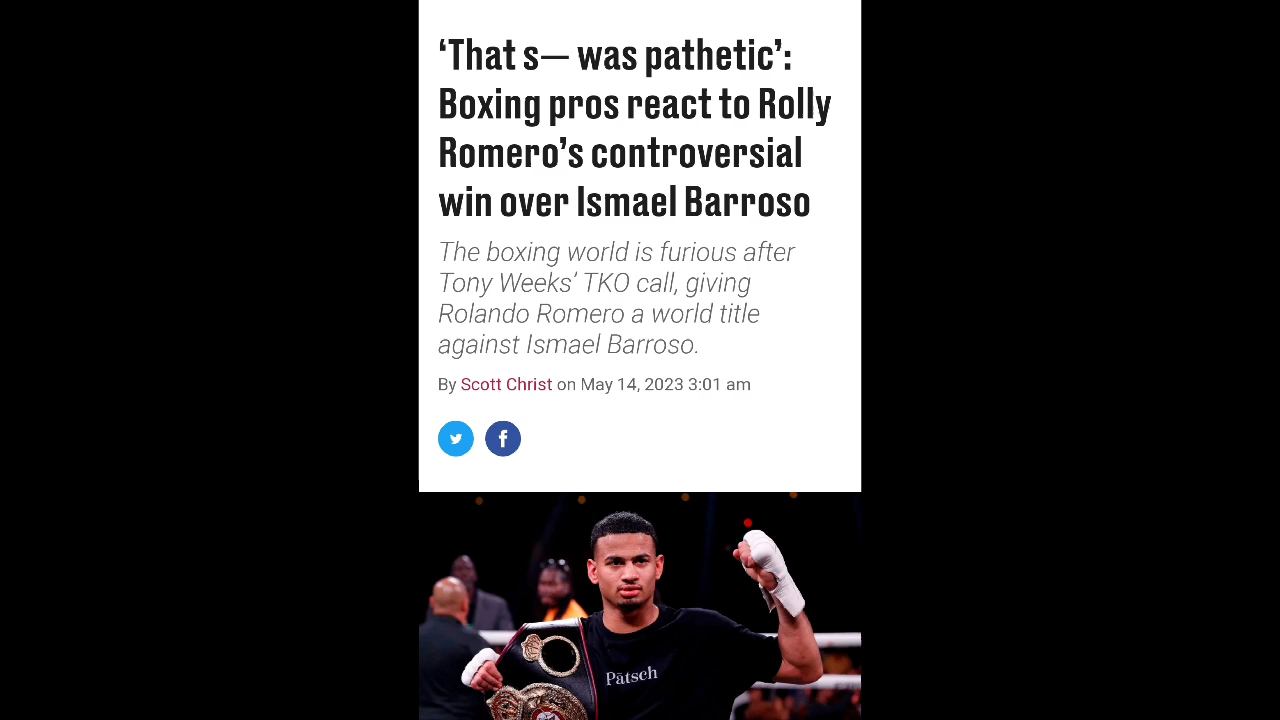 ‘That s— was pathetic’:
Boxing pros react to Rolly
Romero’s controversial
win over Ismael Barroso
The boxing world is furious after
Tony Weeks’ TKO call, giving
Rolando Romero a world title
against Ismael Barroso.
By Scott Christ on May 14, 2023 3:01 am
Pātsch